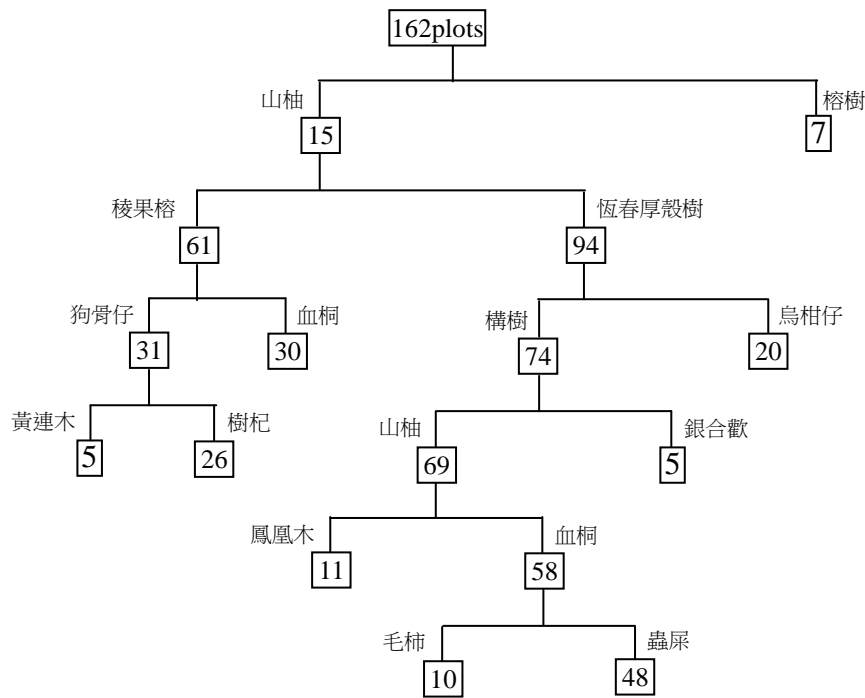 162plots
山柚
榕樹
15
7
稜果榕
恆春厚殼樹
61
94
狗骨仔
血桐
構樹
烏柑仔
31
30
74
20
黃連木
樹杞
山柚
銀合歡
5
26
69
5
鳳凰木
血桐
11
58
毛柿
蟲屎
10
48